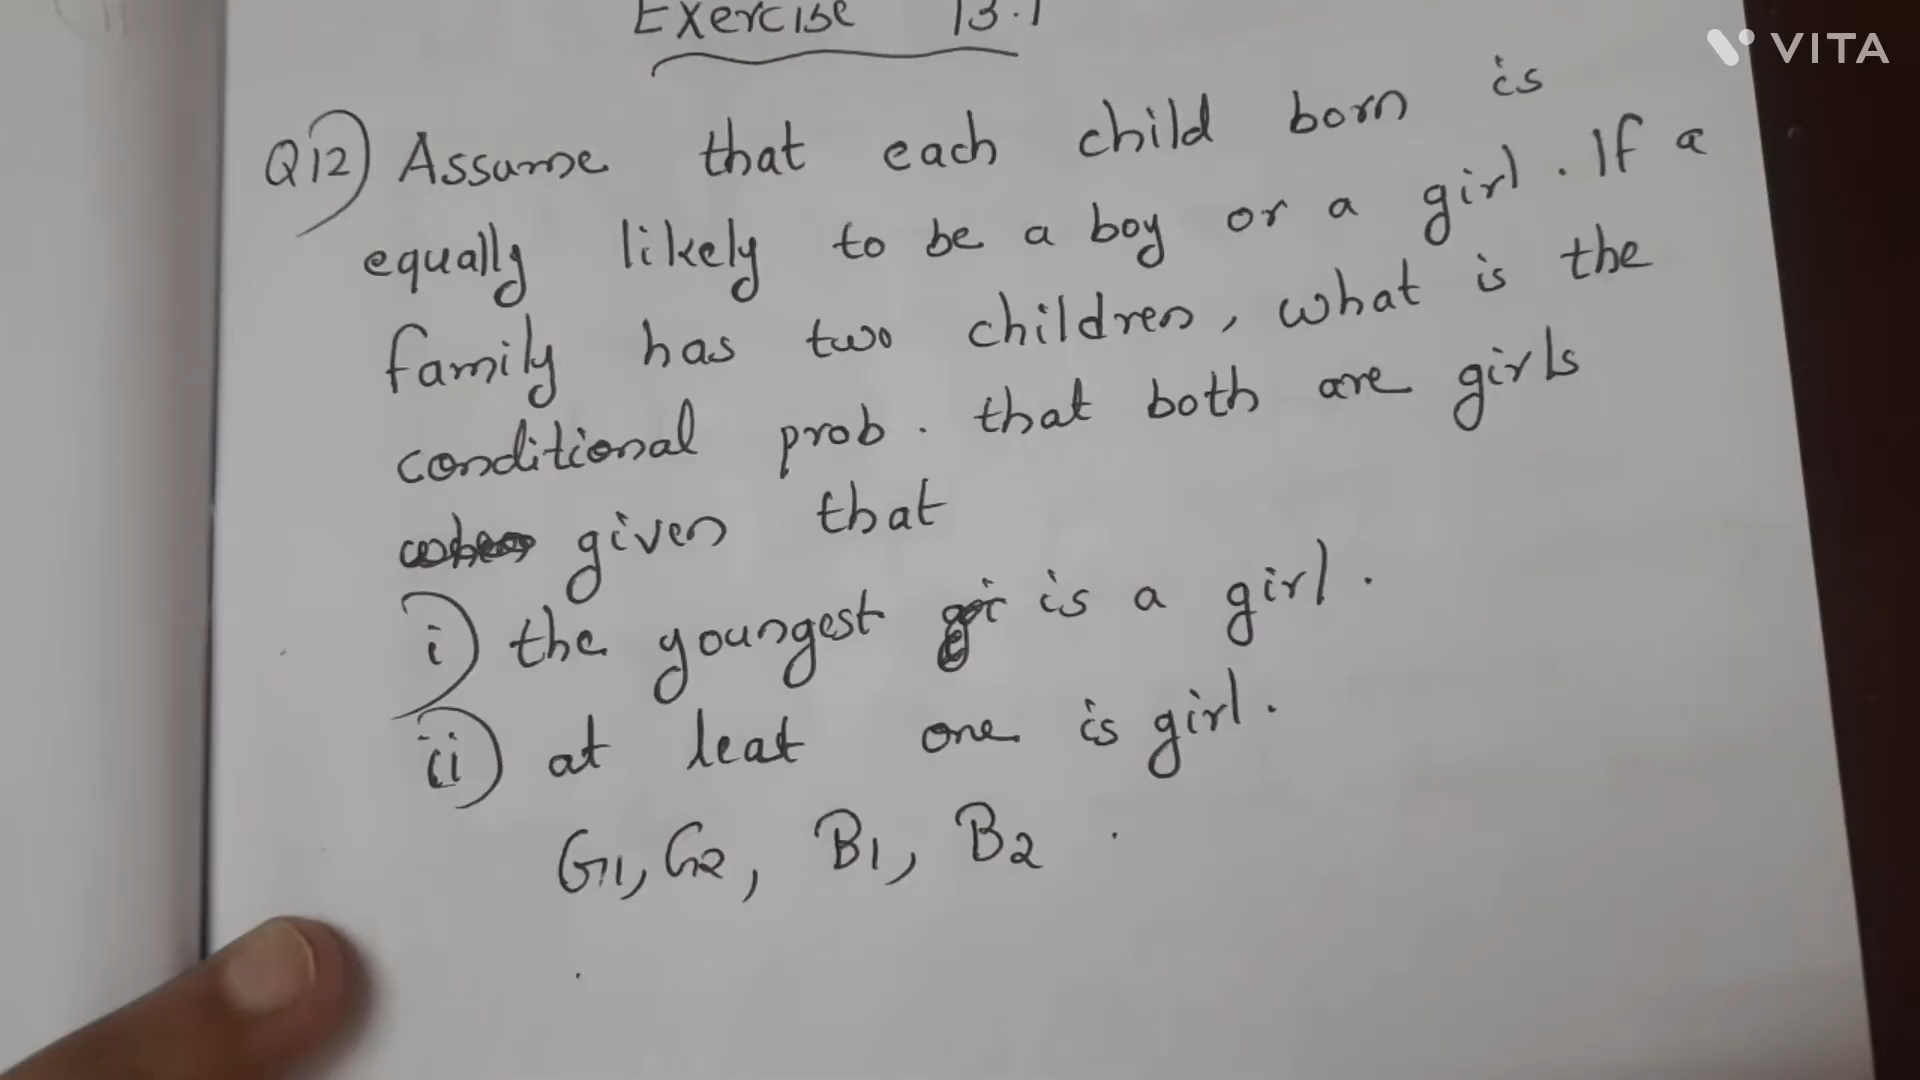 Exercise 13.1
VITA
Q12) Assume that each child born is
equally likely to be a boy or a girl. If a
family has two children, what is the
conditional prob. that both are girls
given that
i) the youngest is a girl.
ii) at leat one is girl.
G1, G2, B1, B2.